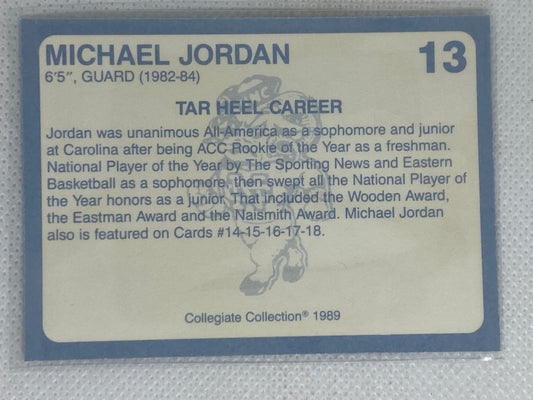 MICHAEL JORDAN 13
6'5", GUARD (1982-84)
TAR HEEL CAREER
Jordan was unanimous All-America as a sophomore and junior
at Carolina after being ACC Rookie of the Year as a freshman.
National Player of the Year by The Sporting News and Eastern
Basketball as a sophomore, then swept all the National Player of
the Year honors as a junior. That included the Wooden Award,
the Eastman Award and the Naismith Award. Michael Jordan
also is featured on Cards #14-15-16-17-18.
Collegiate Collection® 1989